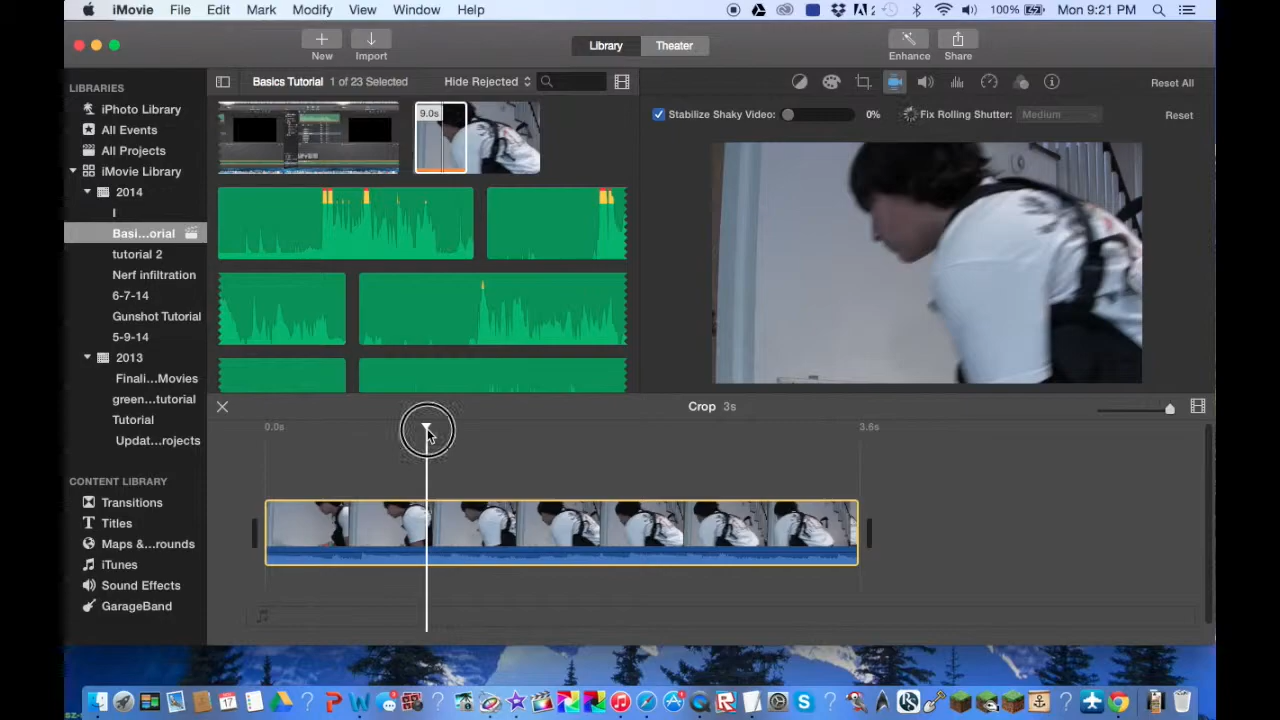 iMovie File Edit Mark Modify View Window Help
100% Mon 9:21 PM
New Import Library Theater Enhance Share
LIBRARIES
iPhoto Library
All Events
All Projects
iMovie Library
2014
I
Basi...orial
tutorial 2
Nerf infiltration
6-7-14
Gunshot Tutorial
5-9-14
2013
Finali...Movies
green...tutorial
Tutorial
Updat...rojects
CONTENT LIBRARY
Transitions
Titles
Maps &...rounds
iTunes
Sound Effects
GarageBand
Basics Tutorial 1 of 23 Selected Hide Rejected
9.0s
Reset All
Stabilize Shaky Video: 0% Fix Rolling Shutter: Medium Reset
Crop 3s
0.0s 3.6s